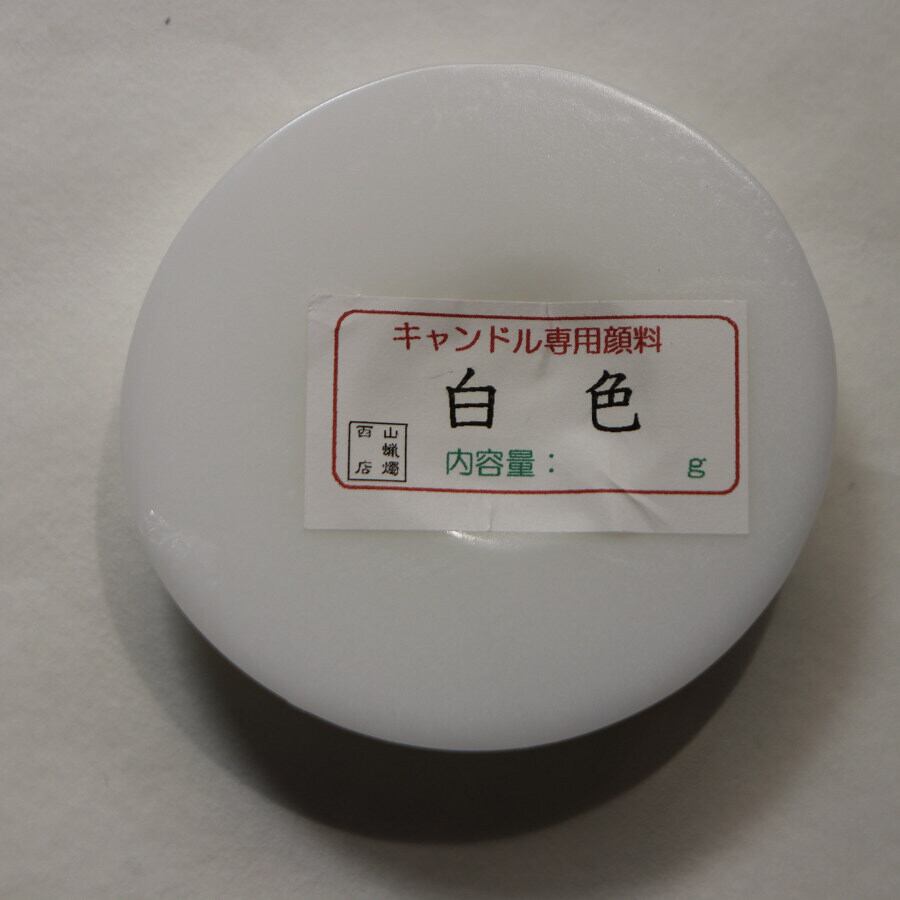 キャンドル専用顔料
白 色
内容量： g
山蝋燭
西店